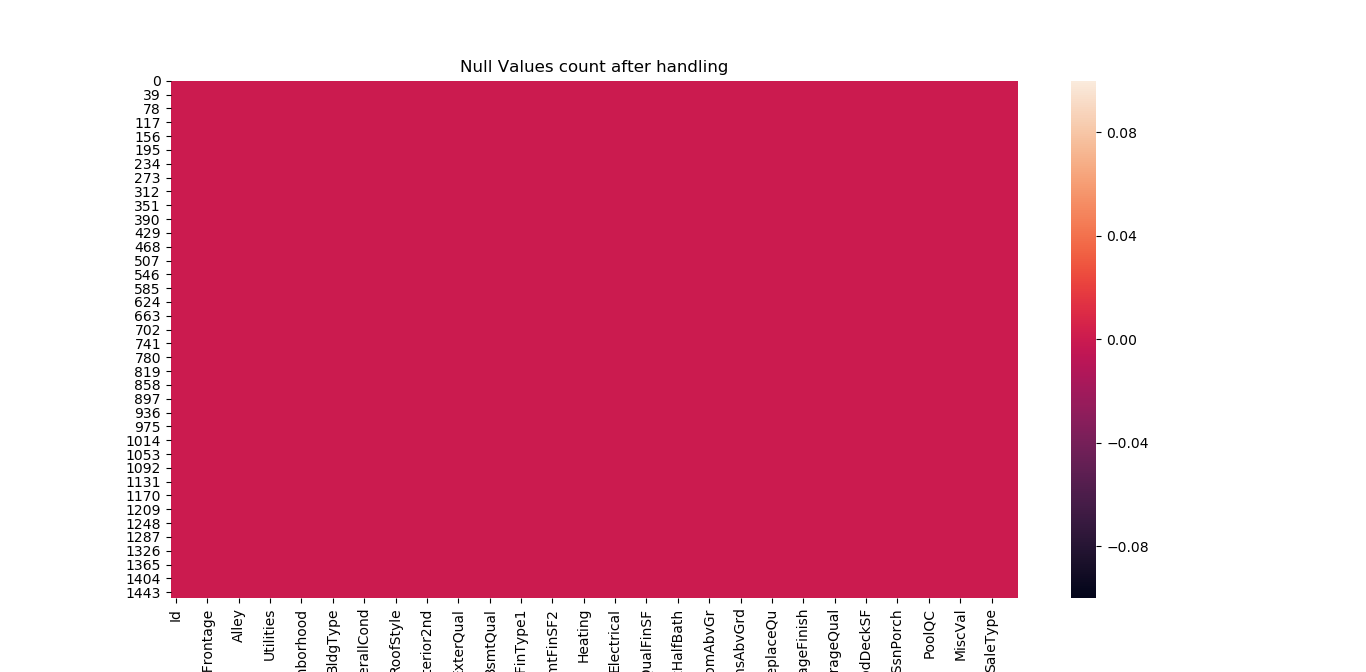 Null Values count after handling
0
39
78
117
156
195
234
273
312
351
390
429
468
507
546
585
624
663
702
741
780
819
858
897
936
975
1014
1053
1092
1131
1170
1209
1248
1287
1326
1365
1404
1443
Id
Frontage
Alley
Utilities
borhood
BldgType
erallCond
RoofStyle
terior2nd
xterQual
BsmtQual
FinType1
mtFinSF2
Heating
Electrical
QualFinSF
HalfBath
omAbvGr
nsAbvGrd
eplaceQu
ageFinish
rageQual
dDeckSF
SsnPorch
PoolQC
MiscVal
SaleType
0.08
0.04
0.00
−0.04
−0.08